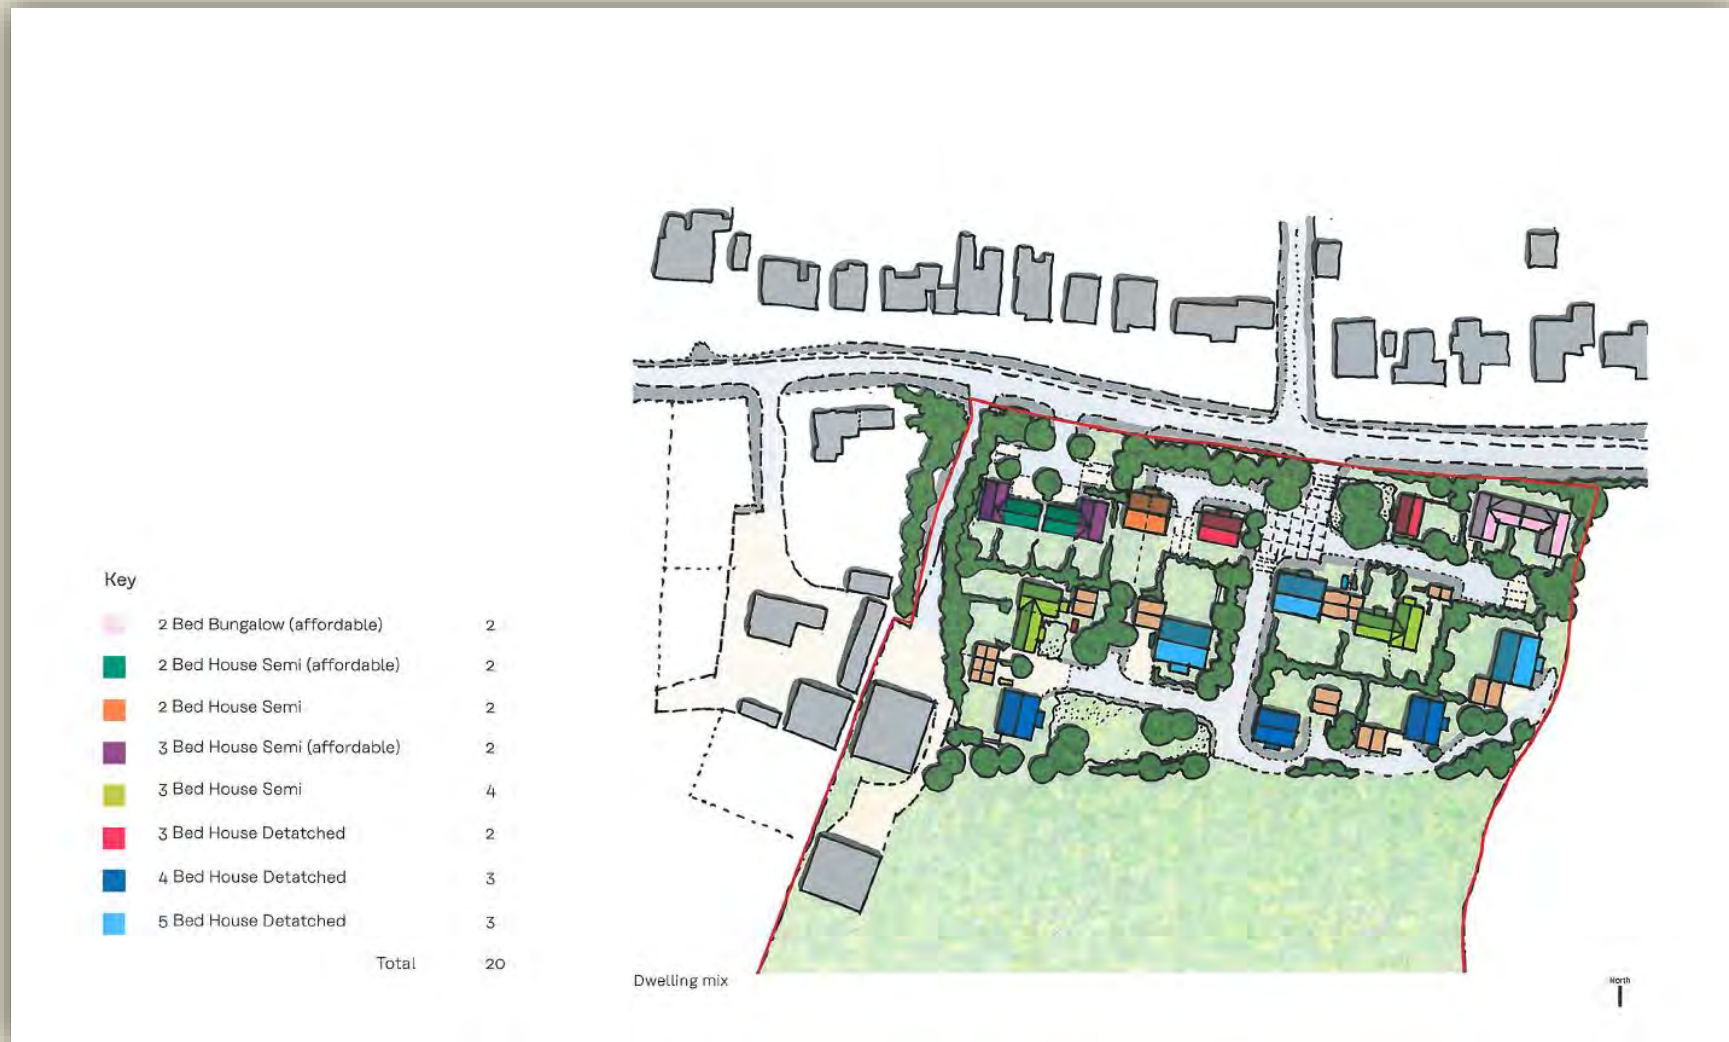 Key
2 Bed Bungalow (affordable) 2
2 Bed House Semi (affordable) 2
2 Bed House Semi 2
3 Bed House Semi (affordable) 2
3 Bed House Semi 4
3 Bed House Detatched 2
4 Bed House Detatched 3
5 Bed House Detatched 3
Total 20
Dwelling mix
North